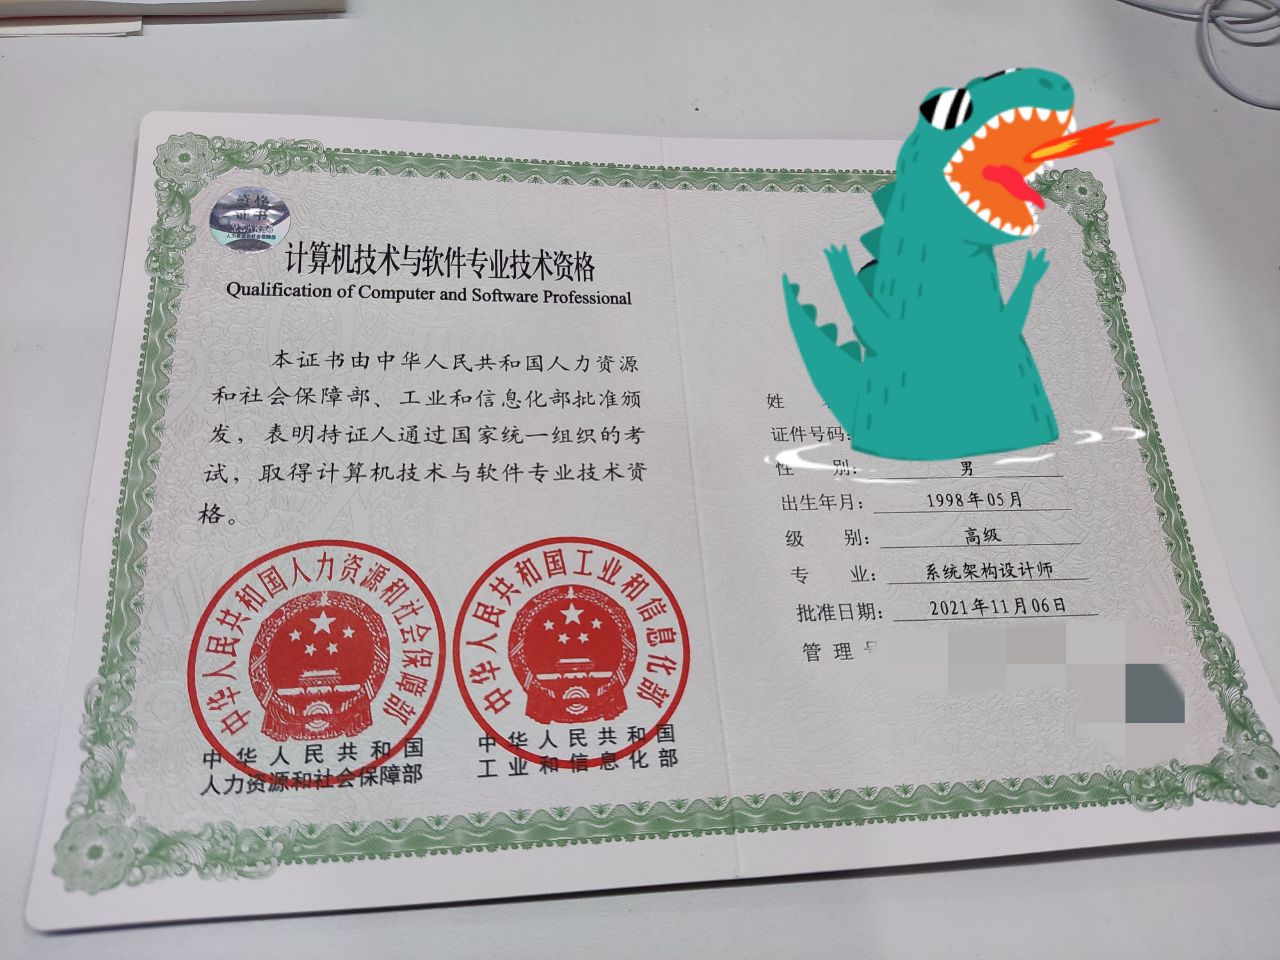 资格
证书
计算机技术与软件专业技术资格
Qualification of Computer and Software Professional
本证书由中华人民共和国人力资源
和社会保障部、工业和信息化部批准颁
发，表明持证人通过国家统一组织的考
试，取得计算机技术与软件专业技术资
格。
中华人民共和国人力资源和社会保障部
中华人民共和国
人力资源和社会保障部
中华人民共和国工业和信息化部
中华人民共和国
工业和信息化部
姓
证件号码：
性 别： 男
出生年月： 1998年05月
级 别： 高级
专 业： 系统架构设计师
批准日期： 2021年11月06日
管 理